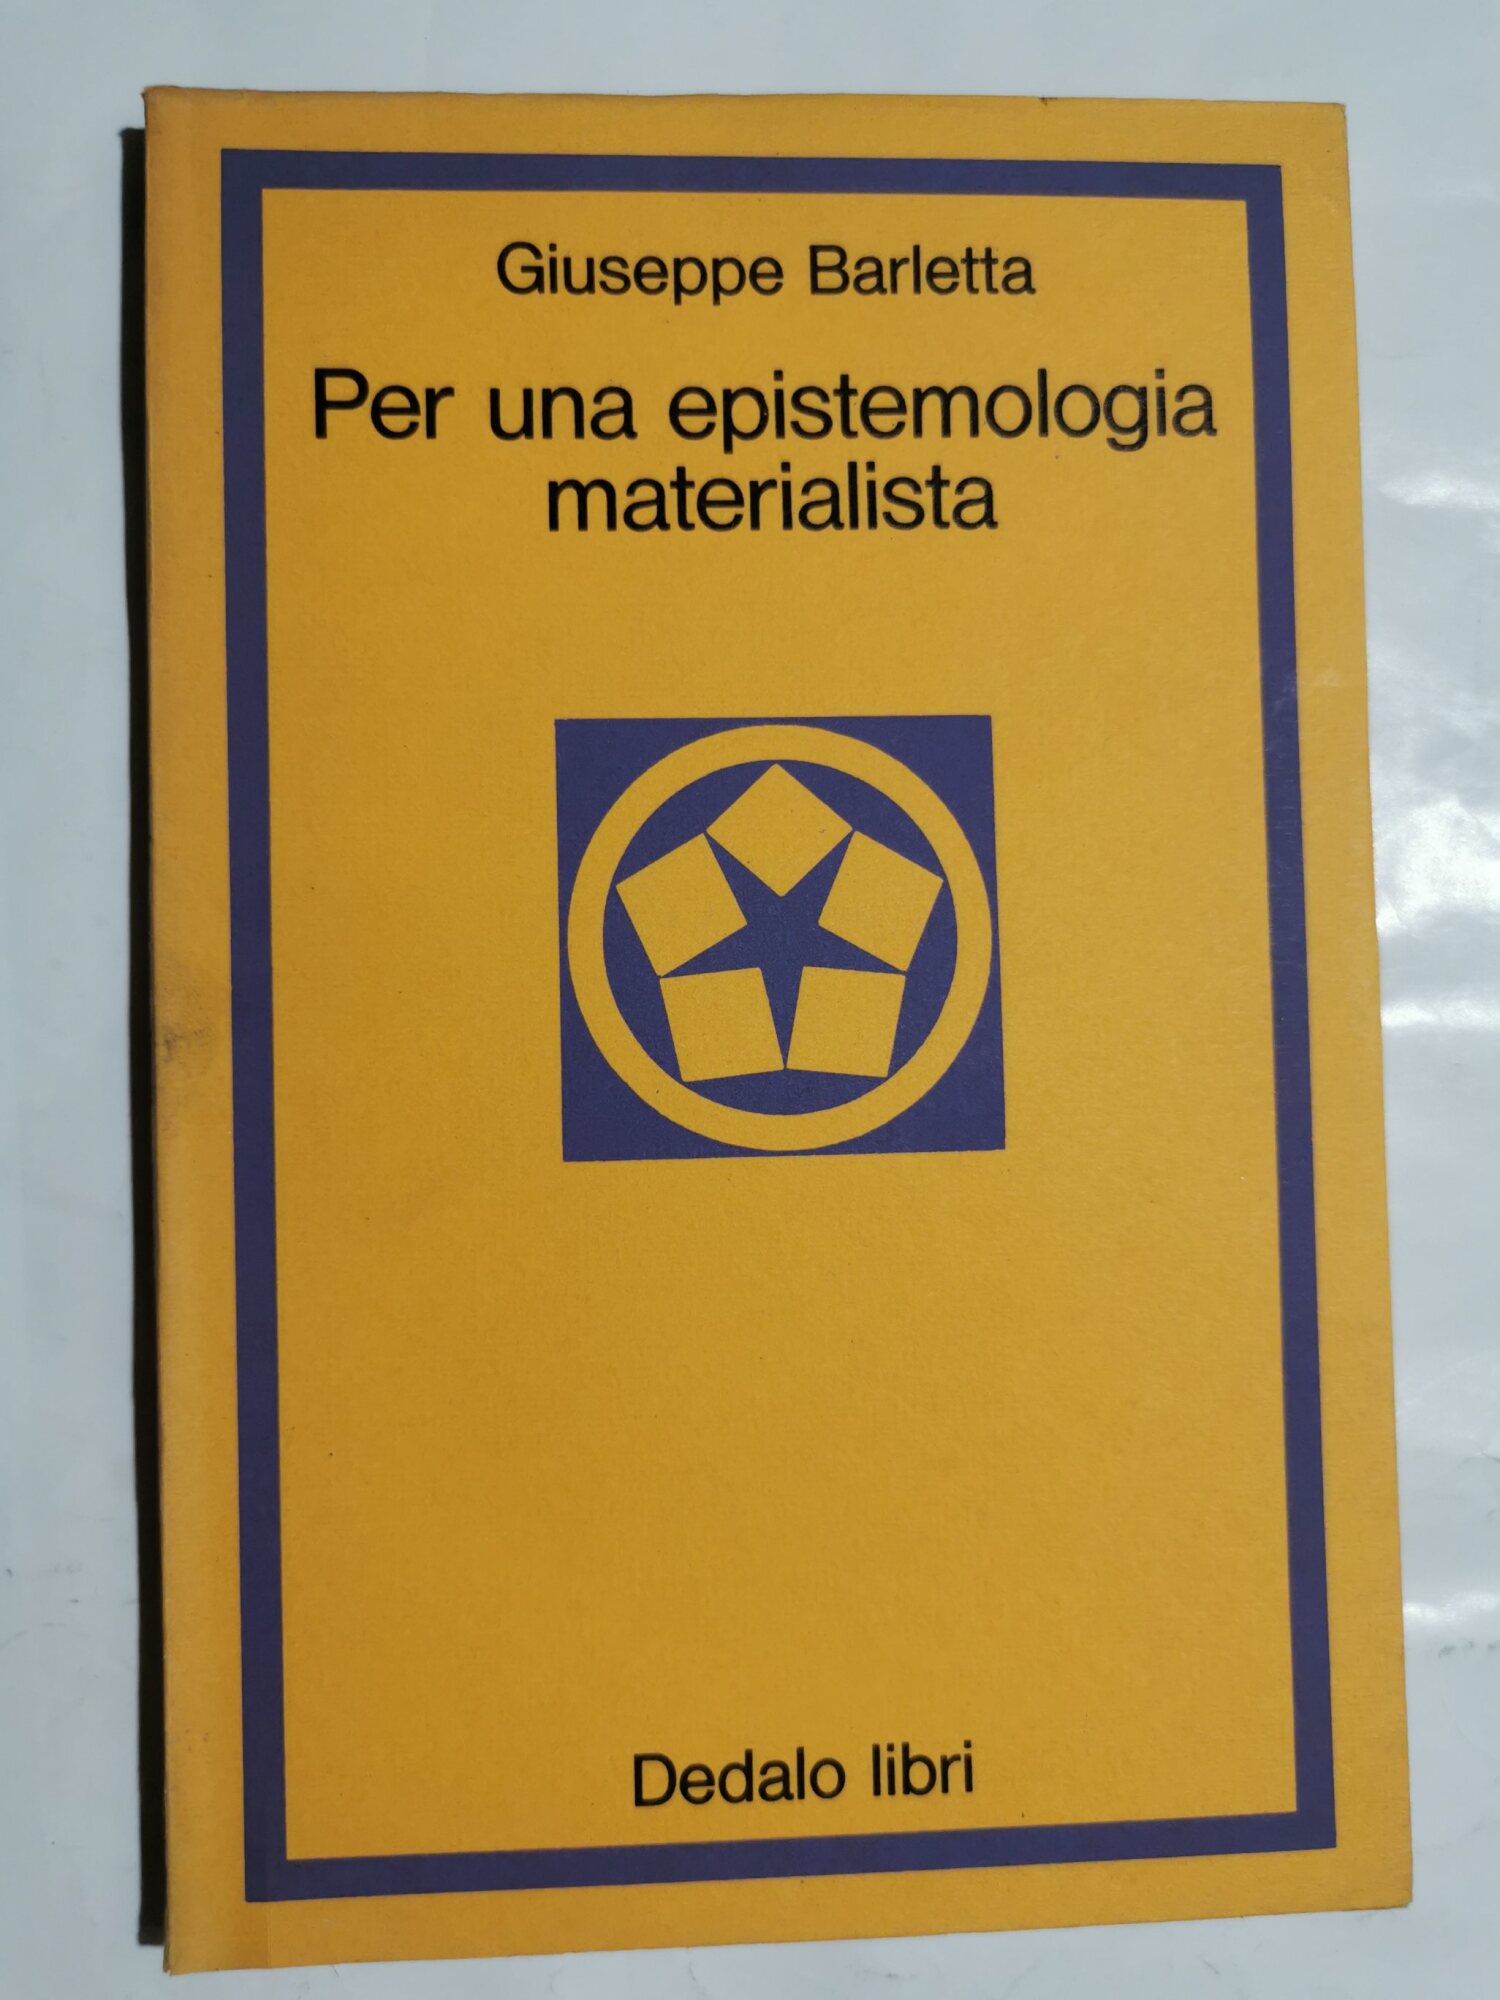 Giuseppe Barletta
Per una epistemologia
materialista
Dedalo libri